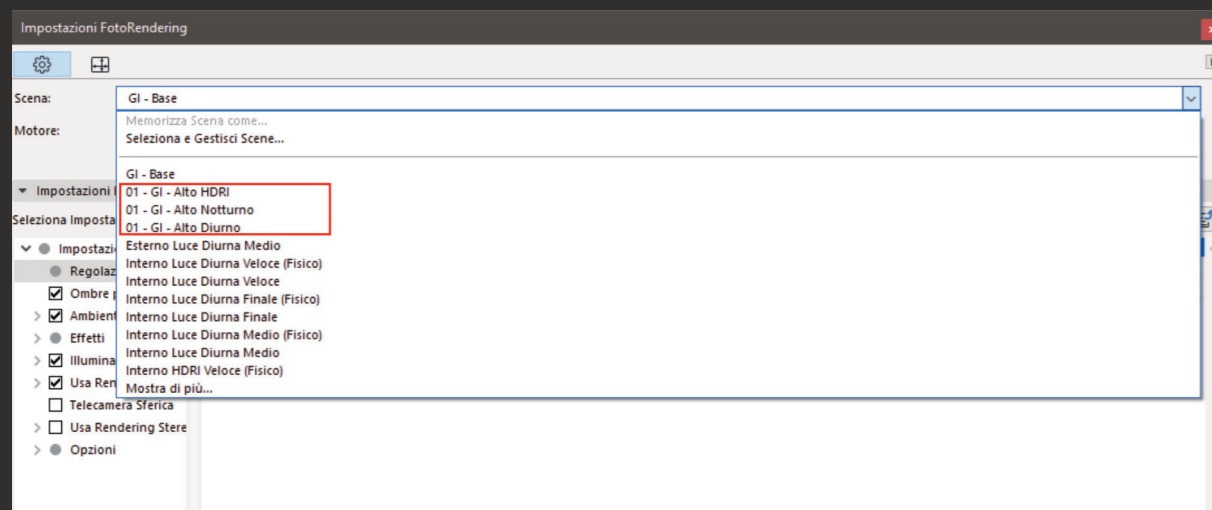 Impostazioni FotoRendering
Scena:
GI - Base
Memorizza Scena come...
Motore:
Seleziona e Gestisci Scene...
GI - Base
Impostazioni
01 - GI - Alto HDRI
01 - GI - Alto Notturno
Seleziona Imposta
01 - GI - Alto Diurno
Esterno Luce Diurna Medio
Impostazi
Interno Luce Diurna Veloce (Fisico)
Regolaz
Interno Luce Diurna Veloce
Ombre
Interno Luce Diurna Finale (Fisico)
Ambient
Interno Luce Diurna Finale
Effetti
Interno Luce Diurna Medio (Fisico)
Illumina
Interno Luce Diurna Medio
Usa Ren
Interno HDRI Veloce (Fisico)
Mostra di più...
Telecamera Sferica
Usa Rendering Stere
Opzioni